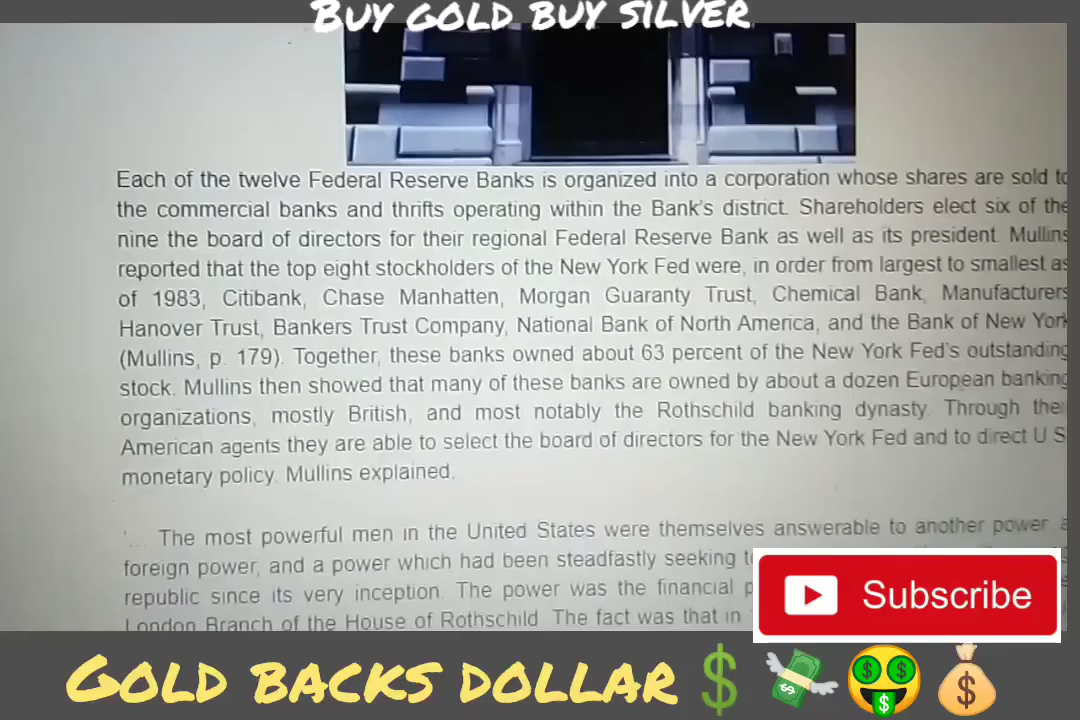 BUY GOLD BUY SILVER
Each of the twelve Federal Reserve Banks is organized into a corporation whose shares are sold to
the commercial banks and thrifts operating within the Bank's district. Shareholders elect six of the
nine the board of directors for their regional Federal Reserve Bank as well as its president. Mullins
reported that the top eight stockholders of the New York Fed were, in order from largest to smallest as
of 1983, Citibank, Chase Manhatten, Morgan Guaranty Trust, Chemical Bank, Manufacturers
Hanover Trust, Bankers Trust Company, National Bank of North America, and the Bank of New York
(Mullins, p. 179). Together, these banks owned about 63 percent of the New York Fed's outstanding
stock. Mullins then showed that many of these banks are owned by about a dozen European banking
organizations, mostly British, and most notably the Rothschild banking dynasty. Through
American agents they are able to select the board of directors for the New York Fed and to direct U S
monetary policy. Mullins explained,
'... The most powerful men in the United States were themselves answerable to another power
foreign power, and a power which had been steadfastly seeking
republic since its very inception. The power was the financial
London Branch of the House of Rothschild. The fact was that in
Subscribe
GOLD BACKS DOLLAR